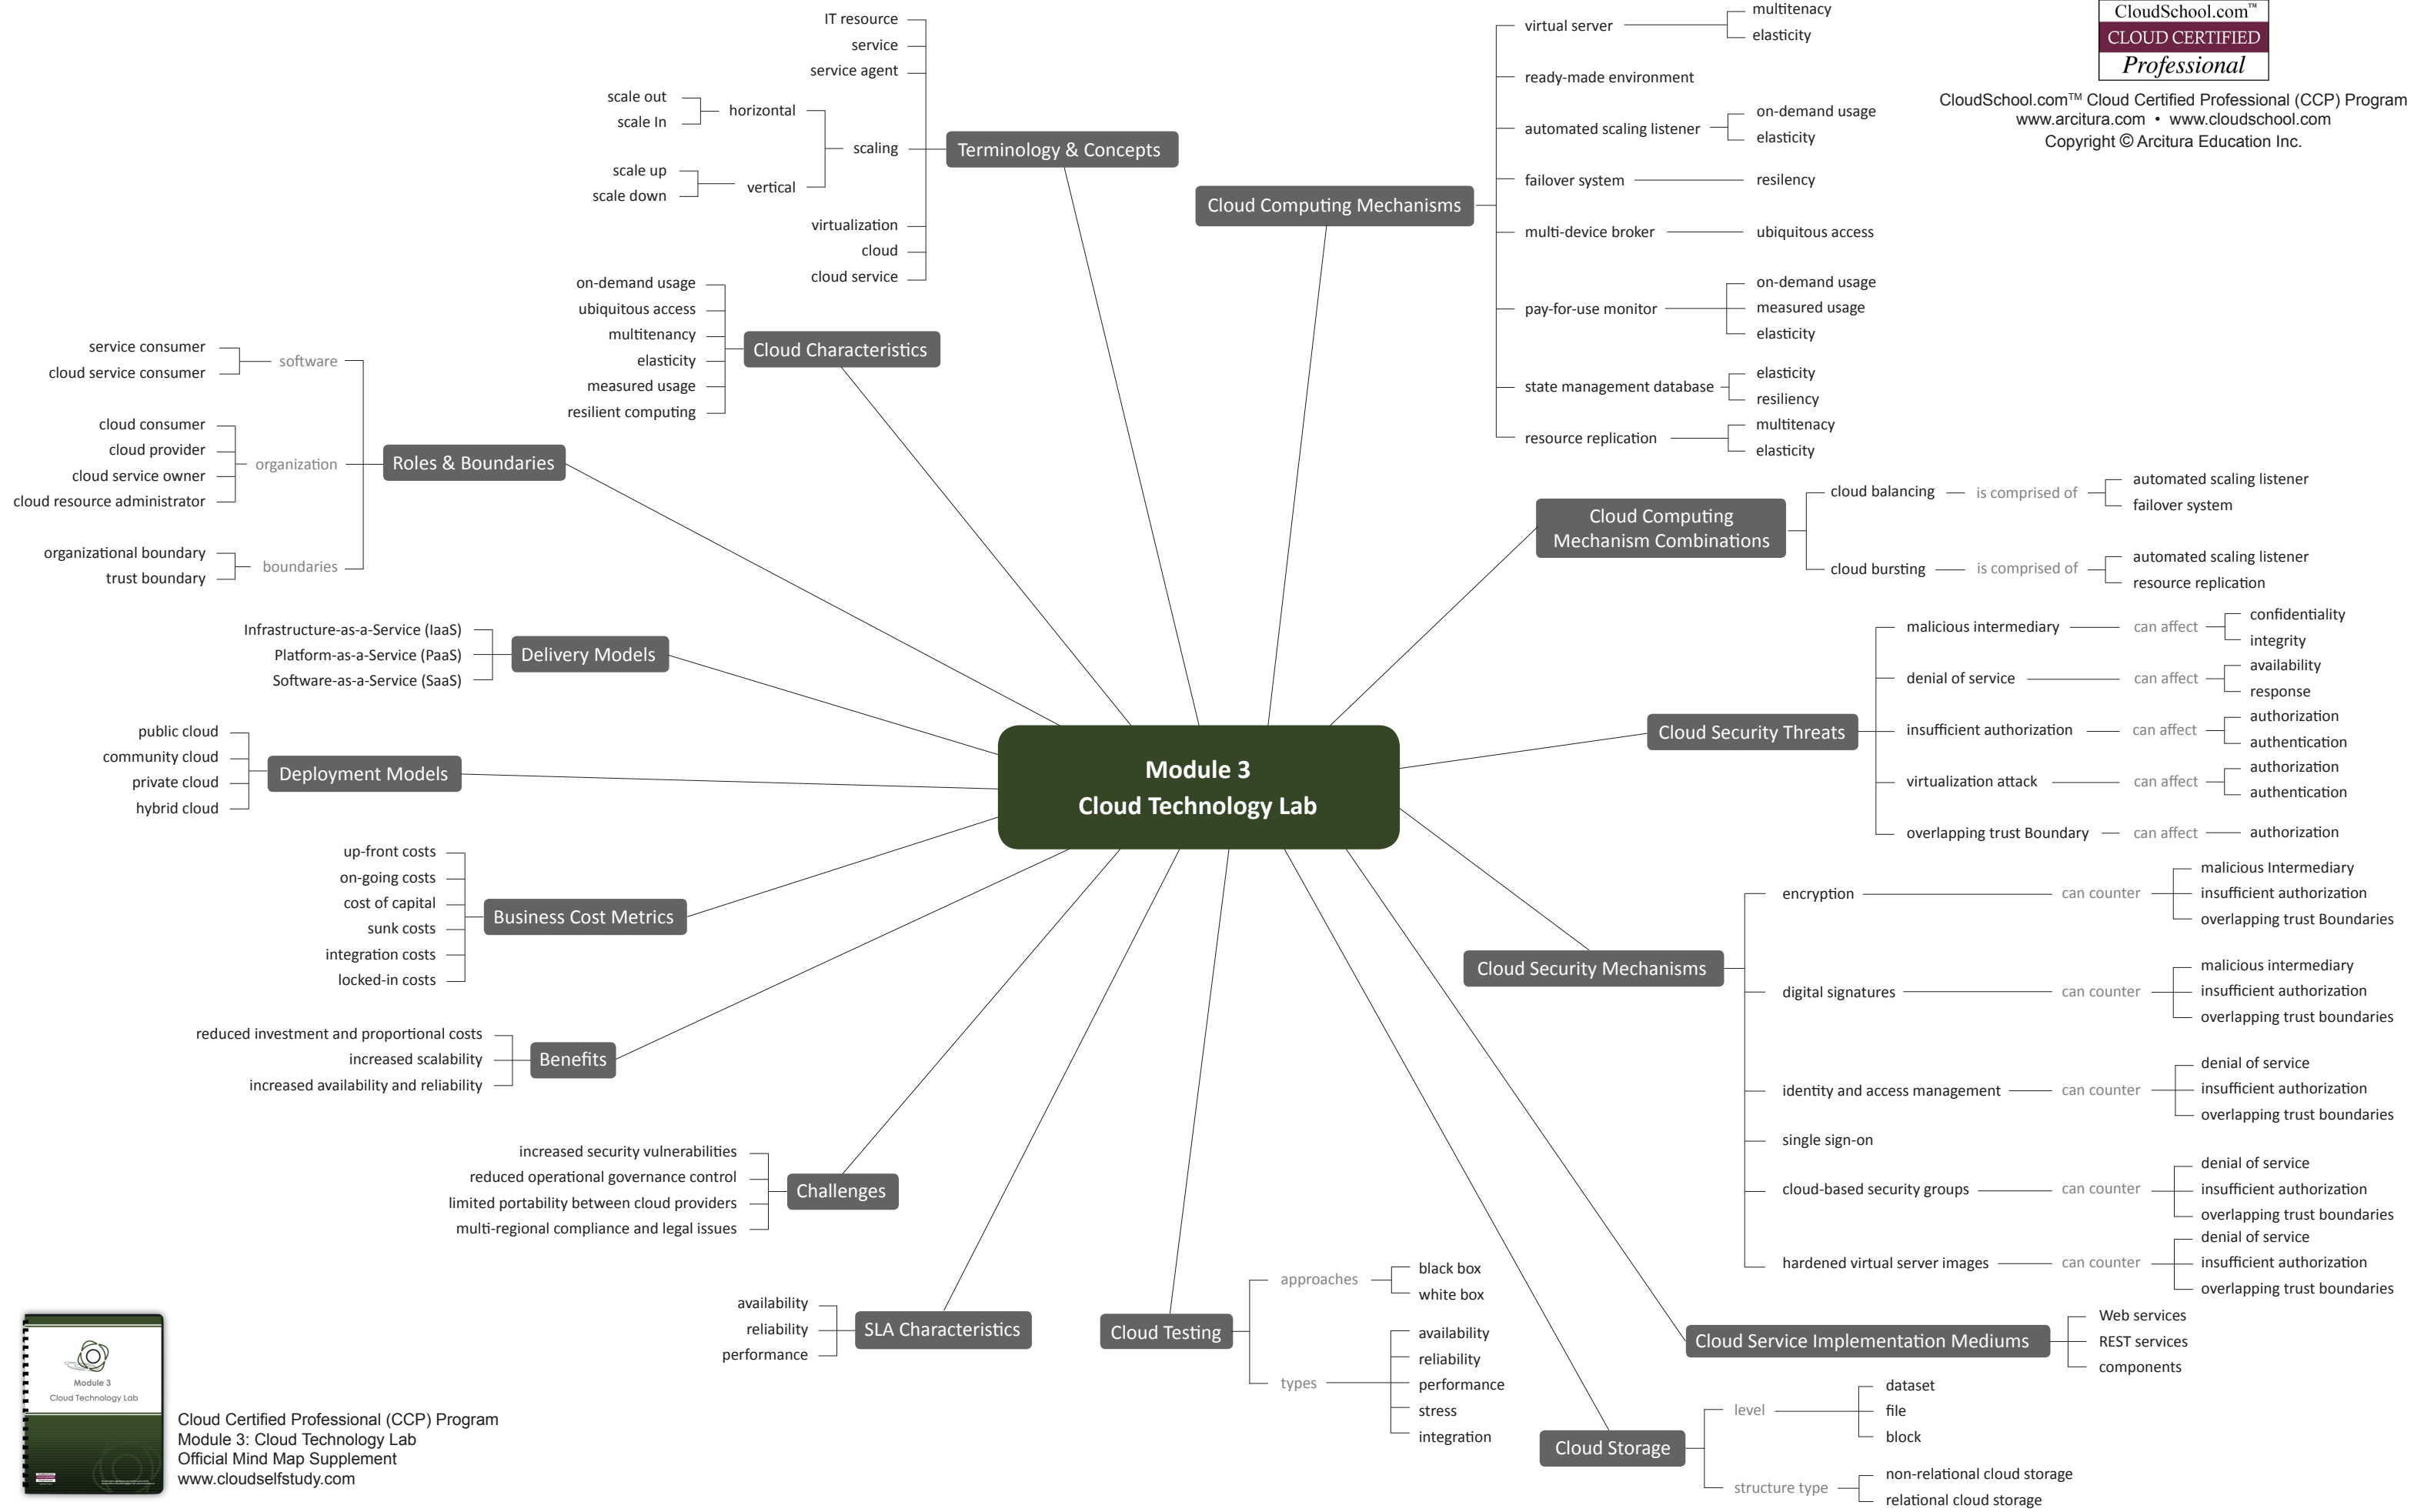 CloudSchool.com™
CLOUD CERTIFIED
Professional
CloudSchool.com™ Cloud Certified Professional (CCP) Program
www.arcitura.com • www.cloudschool.com
Copyright © Arcitura Education Inc.
Module 3
Cloud Technology Lab
Terminology & Concepts
IT resource
service
service agent
scaling
horizontal
scale out
scale In
vertical
scale up
scale down
virtualization
cloud
cloud service
Cloud Characteristics
on-demand usage
ubiquitous access
multitenancy
elasticity
measured usage
resilient computing
Roles & Boundaries
software
service consumer
cloud service consumer
organization
cloud consumer
cloud provider
cloud service owner
cloud resource administrator
boundaries
organizational boundary
trust boundary
Delivery Models
Infrastructure-as-a-Service (IaaS)
Platform-as-a-Service (PaaS)
Software-as-a-Service (SaaS)
Deployment Models
public cloud
community cloud
private cloud
hybrid cloud
Business Cost Metrics
up-front costs
on-going costs
cost of capital
sunk costs
integration costs
locked-in costs
Benefits
reduced investment and proportional costs
increased scalability
increased availability and reliability
Challenges
increased security vulnerabilities
reduced operational governance control
limited portability between cloud providers
multi-regional compliance and legal issues
SLA Characteristics
availability
reliability
performance
Cloud Testing
approaches
black box
white box
types
availability
reliability
performance
stress
integration
Cloud Storage
level
dataset
file
block
structure type
non-relational cloud storage
relational cloud storage
Cloud Service Implementation Mediums
Web services
REST services
components
Cloud Security Mechanisms
encryption
can counter
malicious Intermediary
insufficient authorization
overlapping trust Boundaries
digital signatures
can counter
malicious intermediary
insufficient authorization
overlapping trust boundaries
identity and access management
can counter
denial of service
insufficient authorization
overlapping trust boundaries
single sign-on
cloud-based security groups
can counter
denial of service
insufficient authorization
overlapping trust boundaries
hardened virtual server images
can counter
denial of service
insufficient authorization
overlapping trust boundaries
Cloud Security Threats
malicious intermediary
can affect
confidentiality
integrity
denial of service
can affect
availability
response
insufficient authorization
can affect
authorization
authentication
virtualization attack
can affect
authorization
authentication
overlapping trust Boundary
can affect
authorization
Cloud Computing
Mechanism Combinations
cloud balancing
is comprised of
automated scaling listener
failover system
cloud bursting
is comprised of
automated scaling listener
resource replication
Cloud Computing Mechanisms
virtual server
multitenacy
elasticity
ready-made environment
automated scaling listener
on-demand usage
elasticity
failover system
resilency
multi-device broker
ubiquitous access
pay-for-use monitor
on-demand usage
measured usage
elasticity
state management database
elasticity
resiliency
resource replication
multitenacy
elasticity
Module 3
Cloud Technology Lab
Cloud Certified Professional (CCP) Program
Module 3: Cloud Technology Lab
Official Mind Map Supplement
www.cloudselfstudy.com